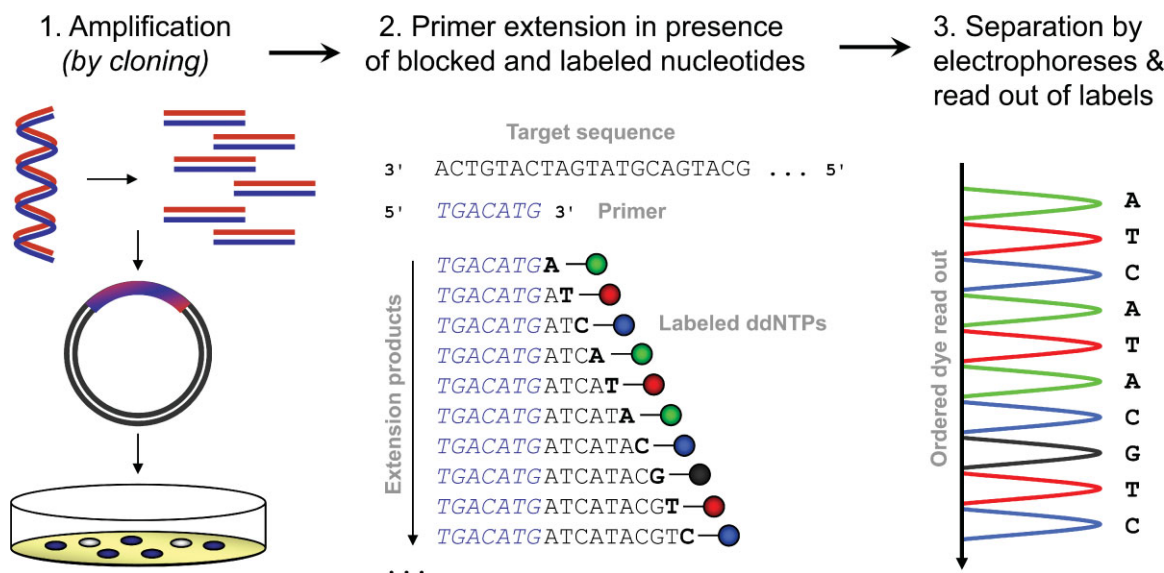 1. Amplification
(by cloning)
2. Primer extension in presence
of blocked and labeled nucleotides
3. Separation by
electrophoreses &
read out of labels
Target sequence
3' ACTGTACTAGTATGCAGTACG ... 5'
5' TGACATG 3' Primer
Extension products
TGACATGA
TGACATGAT
TGACATGATC
Labeled ddNTPs
TGACATGATCA
TGACATGATCAT
TGACATGATCATA
TGACATGATCATAC
TGACATGATCATACG
TGACATGATCATACGT
TGACATGATCATACGTC
...
Ordered dye read out
A
T
C
A
T
A
C
G
T
C